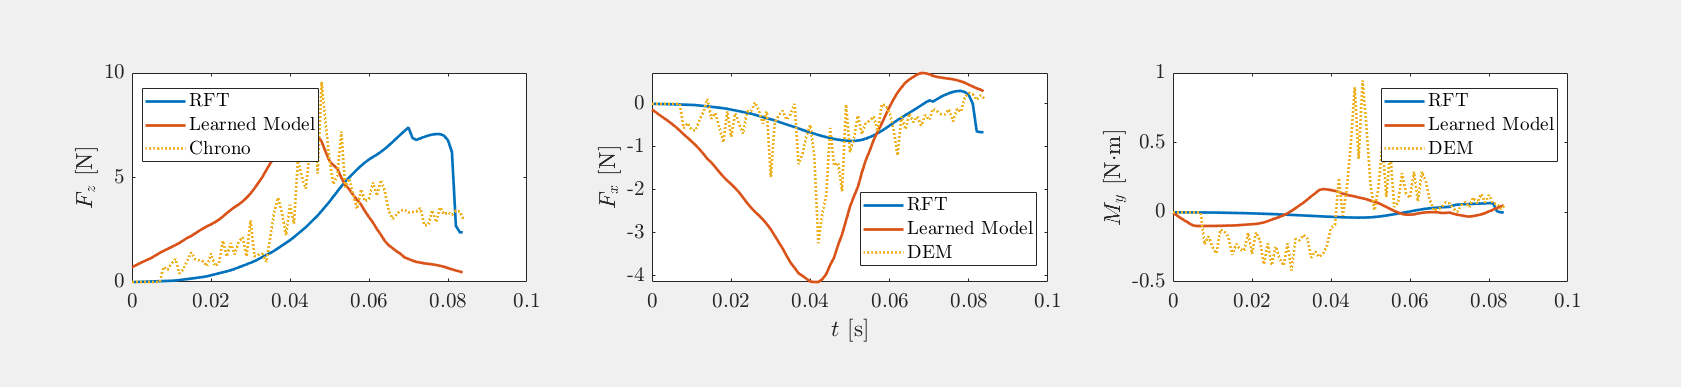 10
5
0
F_z [N]
RFT
Learned Model
Chrono
0 0.02 0.04 0.06 0.08 0.1
0
-1
-2
-3
-4
F_x [N]
RFT
Learned Model
DEM
0 0.02 0.04 0.06 0.08 0.1
t [s]
1
0.5
0
-0.5
M_y [N·m]
RFT
Learned Model
DEM
0 0.02 0.04 0.06 0.08 0.1